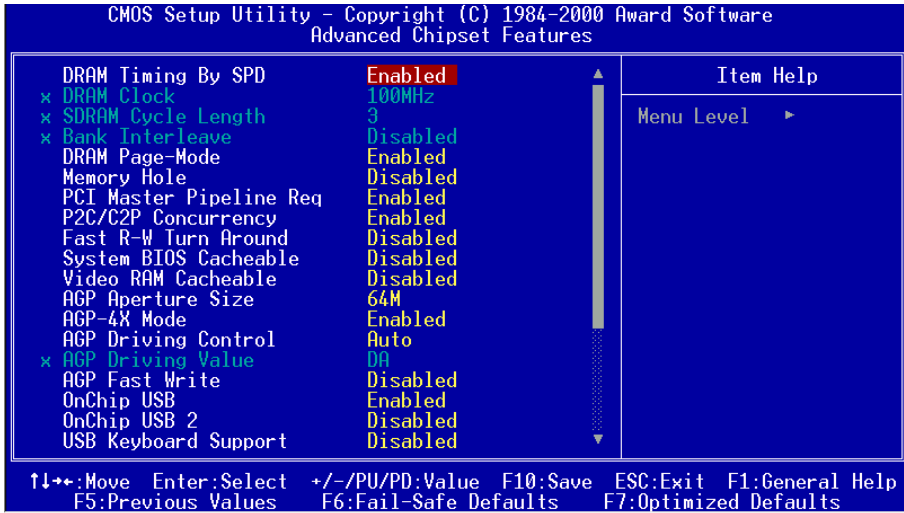 CMOS Setup Utility – Copyright (C) 1984-2000 Award Software
Advanced Chipset Features
DRAM Timing By SPD Enabled
x DRAM Clock 100MHz
x SDRAM Cycle Length 3
x Bank Interleave Disabled
DRAM Page-Mode Enabled
Memory Hole Disabled
PCI Master Pipeline Req Enabled
P2C/C2P Concurrency Enabled
Fast R-W Turn Around Disabled
System BIOS Cacheable Disabled
Video RAM Cacheable Disabled
AGP Aperture Size 64M
AGP-4X Mode Enabled
AGP Driving Control Auto
x AGP Driving Value DA
AGP Fast Write Disabled
OnChip USB Enabled
OnChip USB 2 Disabled
USB Keyboard Support Disabled
Item Help
Menu Level ►
↑↓→←:Move Enter:Select +/-/PU/PD:Value F10:Save ESC:Exit F1:General Help
F5:Previous Values F6:Fail-Safe Defaults F7:Optimized Defaults